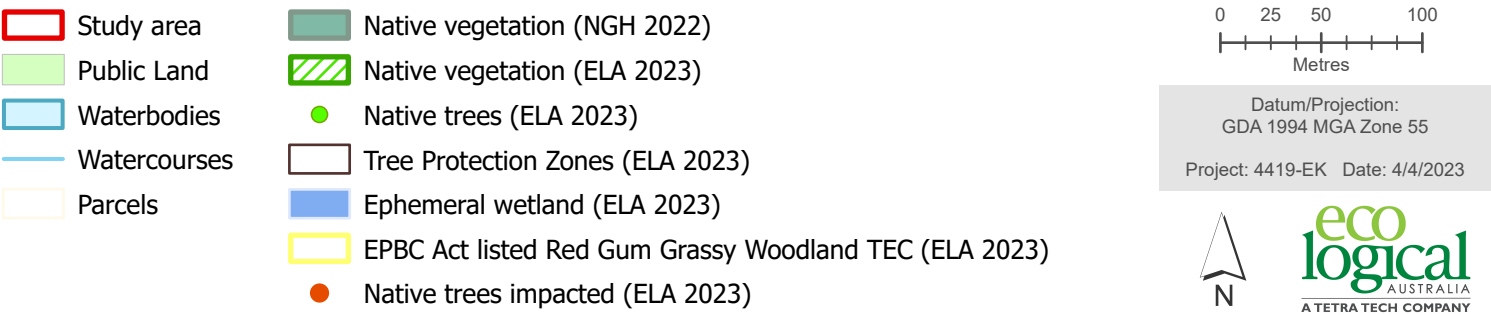 Study area
Public Land
Waterbodies
Watercourses
Parcels
Native vegetation (NGH 2022)
Native vegetation (ELA 2023)
Native trees (ELA 2023)
Tree Protection Zones (ELA 2023)
Ephemeral wetland (ELA 2023)
EPBC Act listed Red Gum Grassy Woodland TEC (ELA 2023)
Native trees impacted (ELA 2023)
0 25 50 100
Metres
Datum/Projection:
GDA 1994 MGA Zone 55
Project: 4419-EK Date: 4/4/2023
N
eco
logical
AUSTRALIA
A TETRA TECH COMPANY